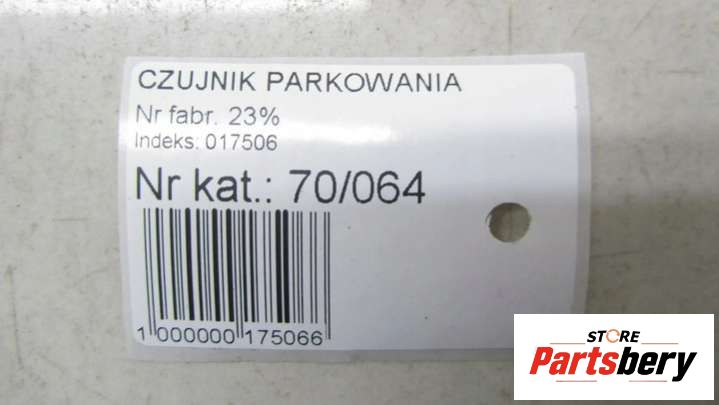 CZUJNIK PARKOWANIA
Nr fabr. 23%
Indeks: 017506
Nr kat.: 70/064
1 000000 175066
STORE
Partsbery